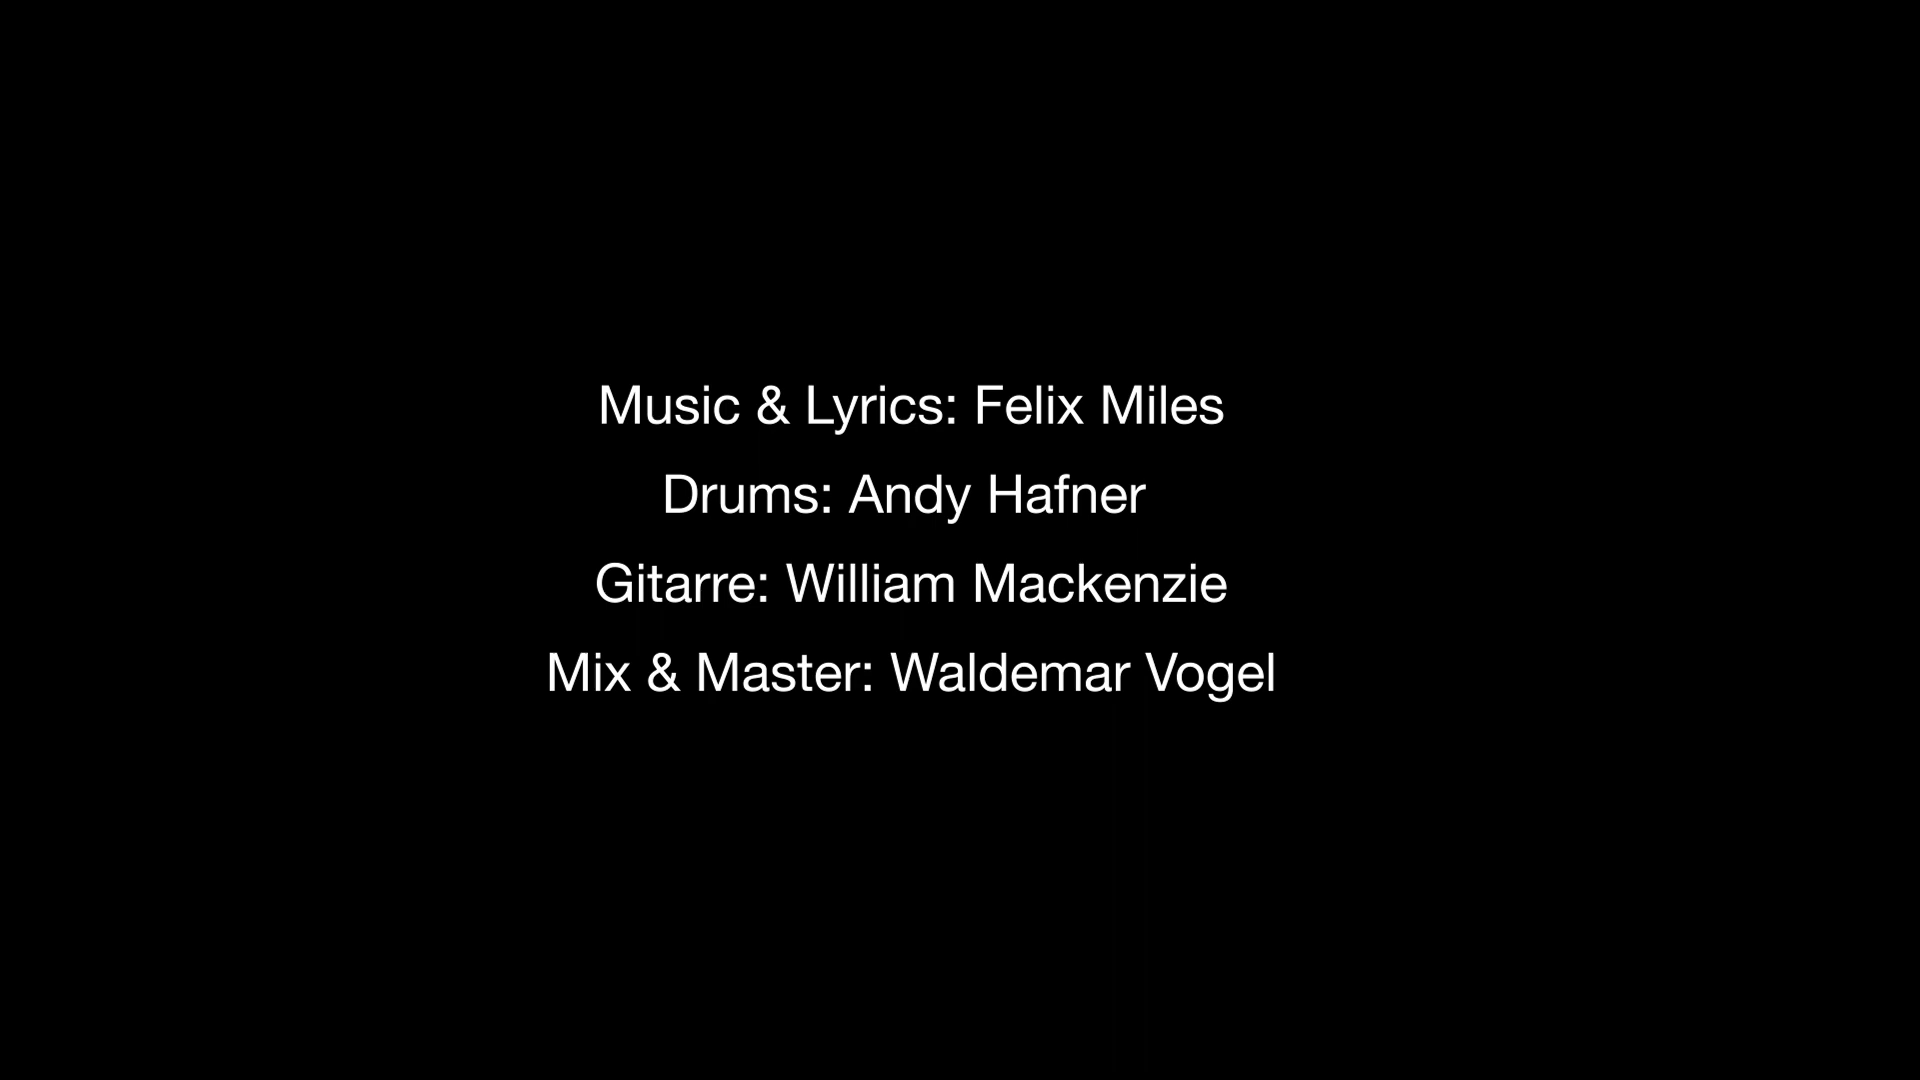 Music & Lyrics: Felix Miles
Drums: Andy Hafner
Gitarre: William Mackenzie
Mix & Master: Waldemar Vogel